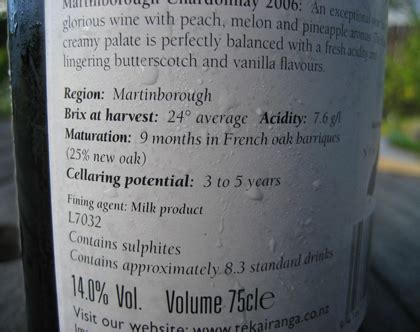 Martinborough Chardonnay 2006: An exceptional
glorious wine with peach, melon and pineapple aromas
creamy palate is perfectly balanced with a fresh acidity and
lingering butterscotch and vanilla flavours.
Region: Martinborough
Brix at harvest: 24° average Acidity: 7.6 g/l
Maturation: 9 months in French oak barriques
(25% new oak)
Cellaring potential: 3 to 5 years
Fining agent: Milk product
L7032
Contains sulphites
Contains approximately 8.3 standard drinks
14.0% Vol. Volume 75cl e
Visit our website: www.tekairanga.co.nz